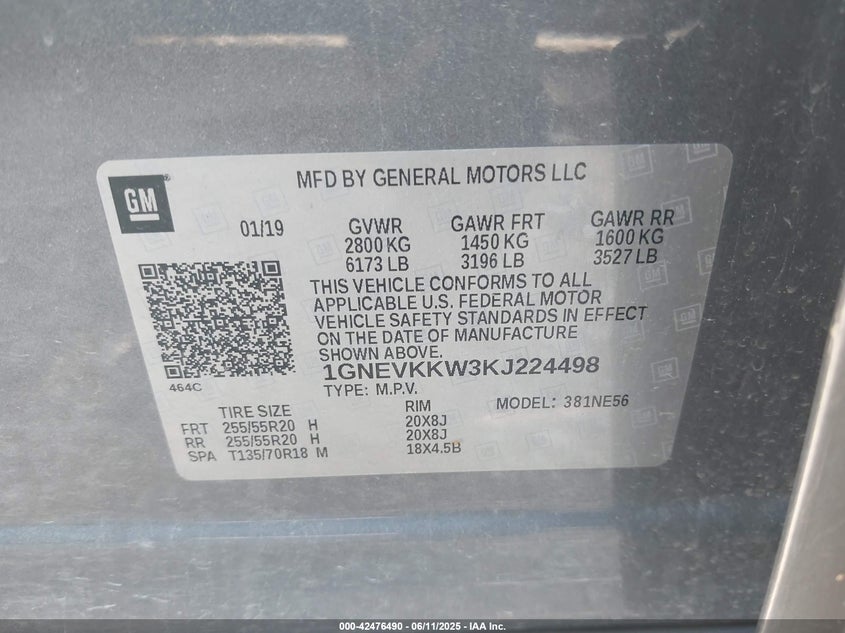 GM
MFD BY GENERAL MOTORS LLC
01/19
GVWR GAWR FRT GAWR RR
2800 KG 1450 KG 1600 KG
6173 LB 3196 LB 3527 LB
THIS VEHICLE CONFORMS TO ALL
APPLICABLE U.S. FEDERAL MOTOR
VEHICLE SAFETY STANDARDS IN EFFECT
ON THE DATE OF MANUFACTURE
SHOWN ABOVE.
464C
1GNEVKKW3KJ224498
TYPE: M.P.V.
TIRE SIZE RIM MODEL: 381NE56
FRT 255/55R20 H 20X8J
RR 255/55R20 H 20X8J
SPA T135/70R18 M 18X4.5B
000-42476490 - 06/11/2025 - IAA Inc.